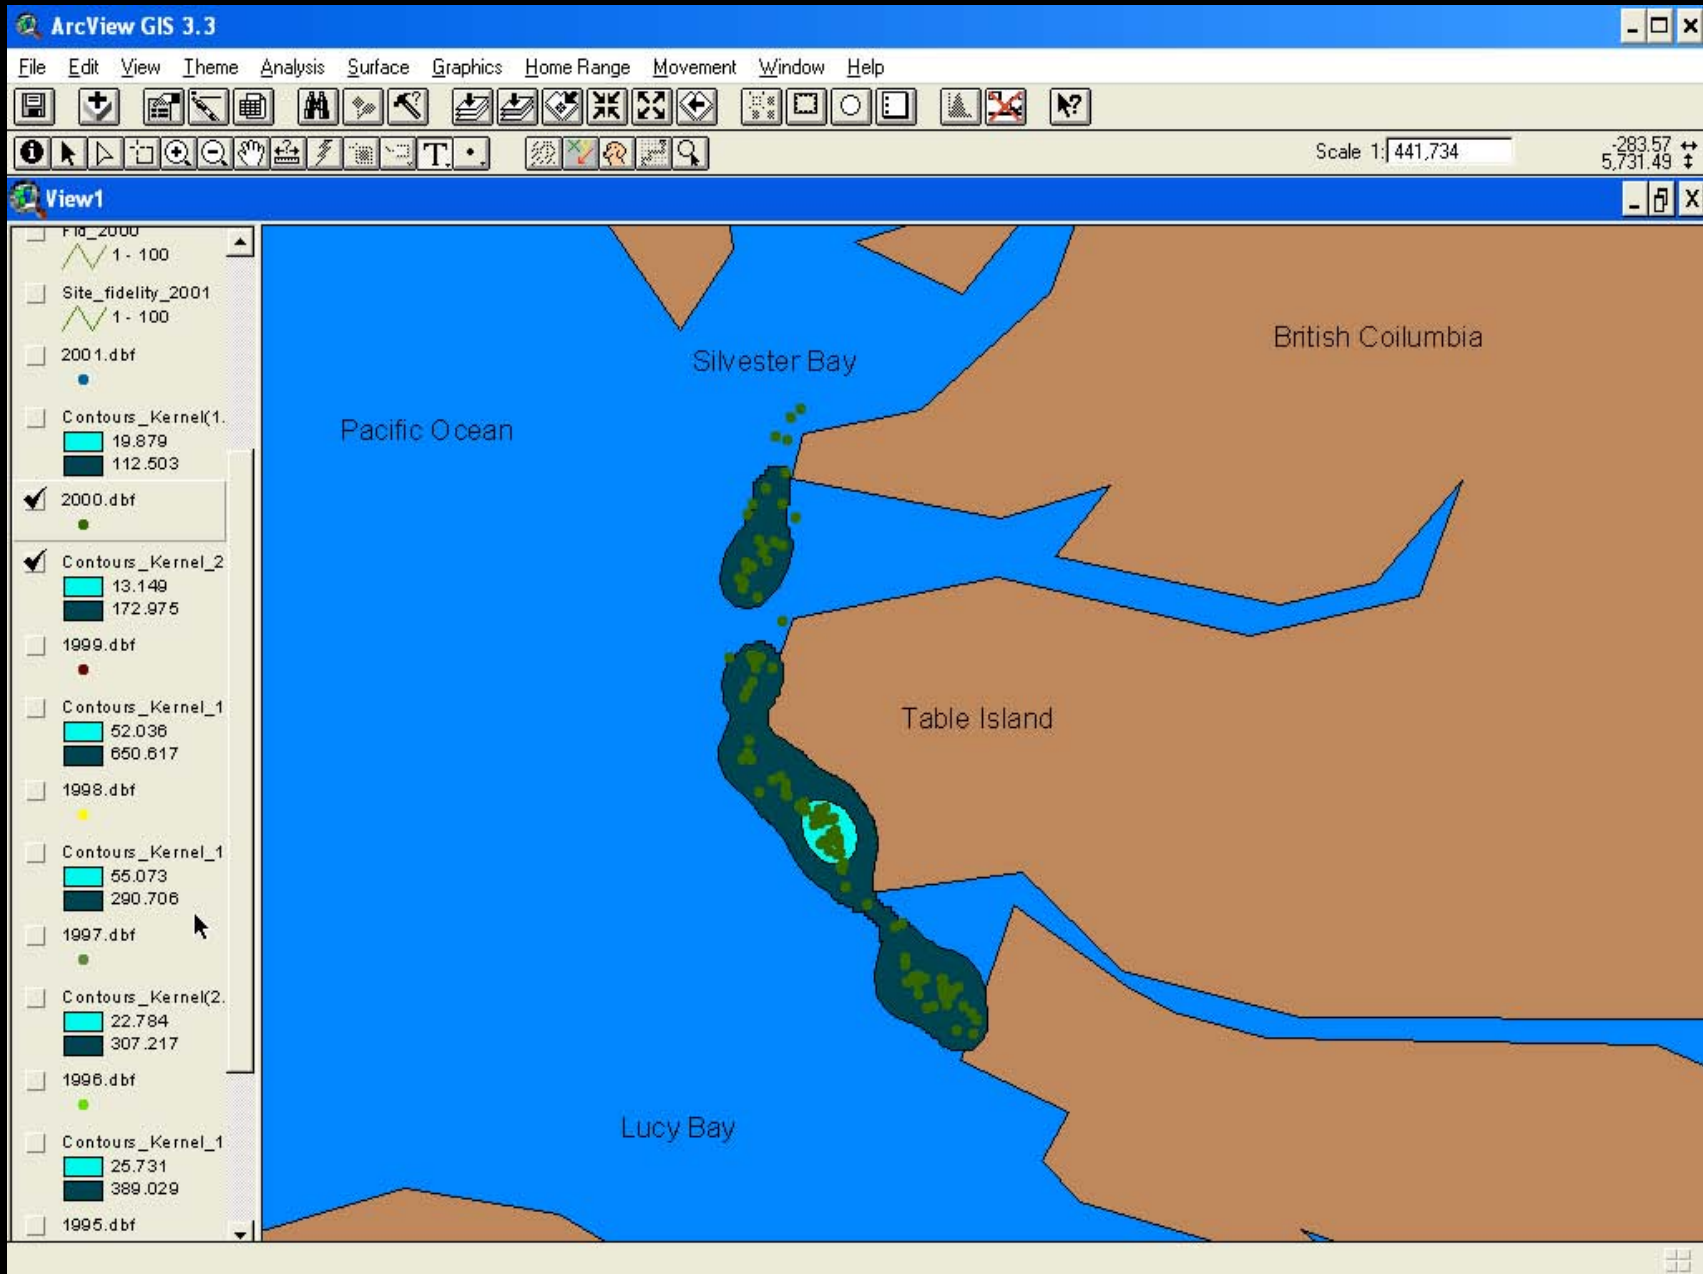 ArcView GIS 3.3
File Edit View Theme Analysis Surface Graphics Home Range Movement Window Help
Scale 1: 441,734
-283.57
5,731.49
View1
Fid_2000
1 - 100
Site_fidelity_2001
1 - 100
2001.dbf
Contours_Kernel(1.
19.879
112.503
2000.dbf
Contours_Kernel_2
13.149
172.975
1999.dbf
Contours_Kernel_1
52.036
650.617
1998.dbf
Contours_Kernel_1
55.073
290.706
1997.dbf
Contours_Kernel(2.
22.784
307.217
1996.dbf
Contours_Kernel_1
25.731
389.029
1995.dbf
British Coilumbia
Silvester Bay
Pacific Ocean
Table Island
Lucy Bay